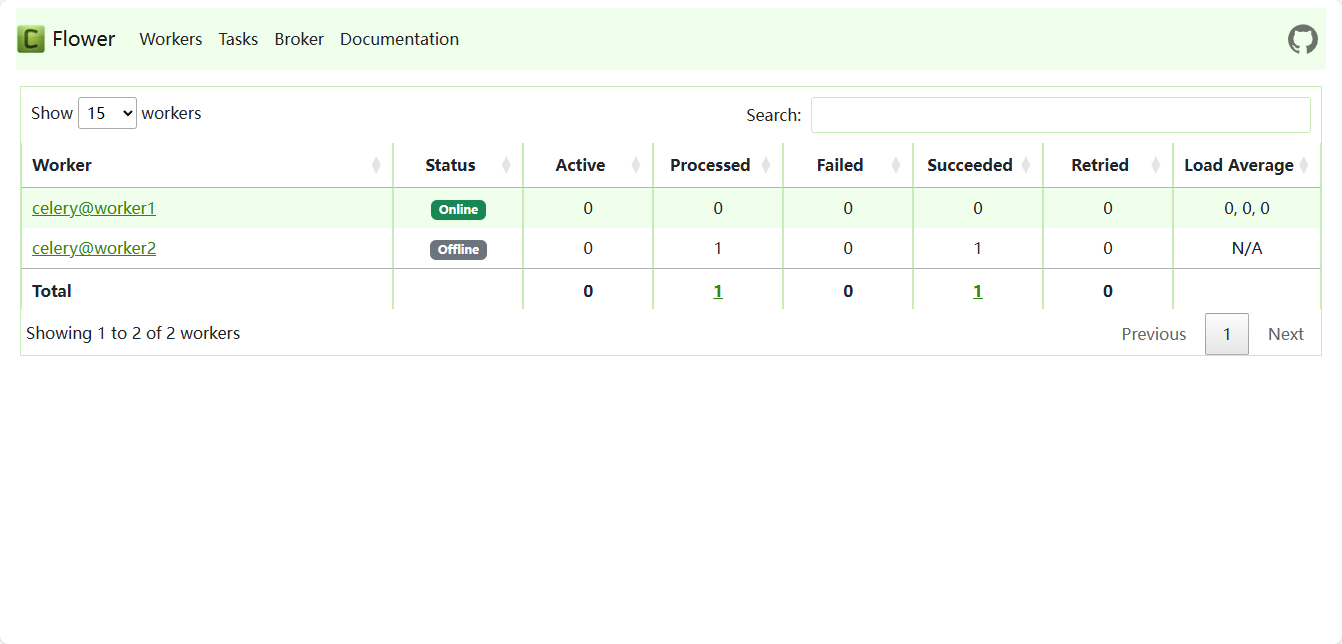 C Flower Workers Tasks Broker Documentation
Show 15 workers Search:
Worker Status Active Processed Failed Succeeded Retried Load Average
celery@worker1 Online 0 0 0 0 0 0, 0, 0
celery@worker2 Offline 0 1 0 1 0 N/A
Total 0 1 0 1 0
Showing 1 to 2 of 2 workers Previous 1 Next